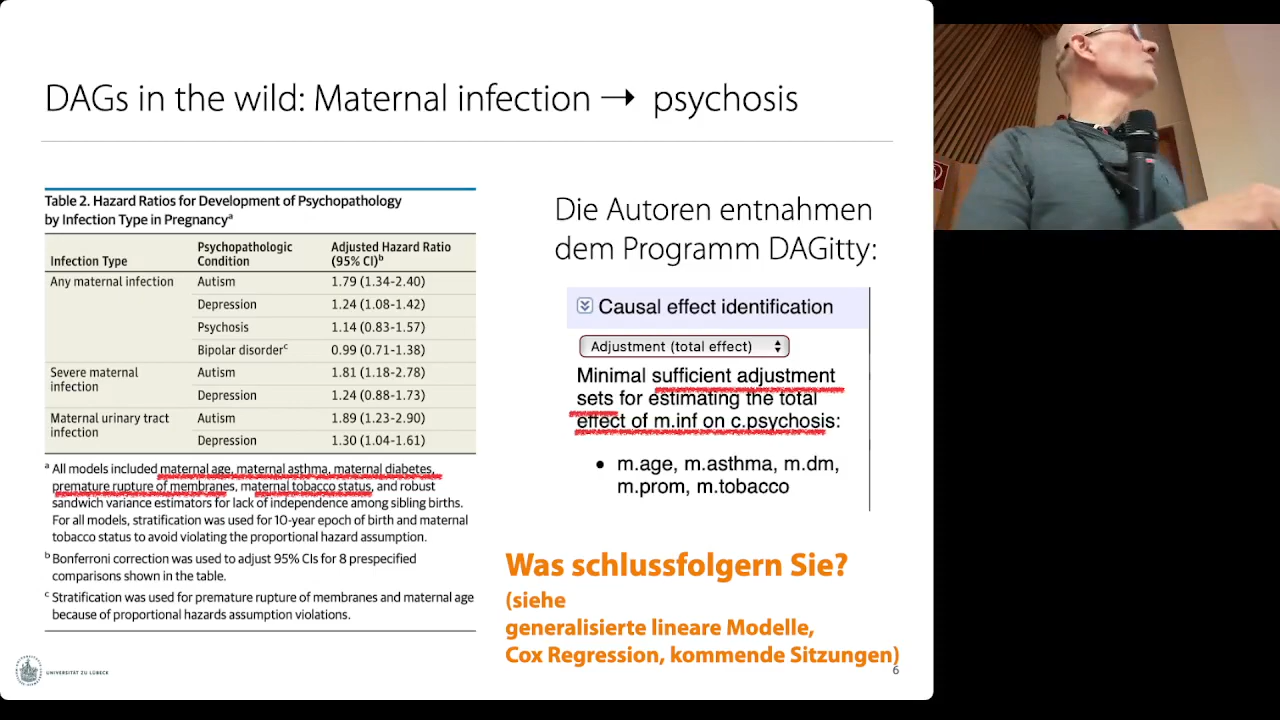 DAGs in the wild: Maternal infection → psychosis
Table 2. Hazard Ratios for Development of Psychopathology
by Infection Type in Pregnancyᵃ
Infection Type
Psychopathologic
Condition
Adjusted Hazard Ratio
(95% CI)ᵇ
Any maternal infection
Autism
1.79 (1.34-2.40)
Depression
1.24 (1.08-1.42)
Psychosis
1.14 (0.83-1.57)
Bipolar disorderᶜ
0.99 (0.71-1.38)
Severe maternal
infection
Autism
1.81 (1.18-2.78)
Depression
1.24 (0.88-1.73)
Maternal urinary tract
infection
Autism
1.89 (1.23-2.90)
Depression
1.30 (1.04-1.61)
ᵃ All models included maternal age, maternal asthma, maternal diabetes,
premature rupture of membranes, maternal tobacco status, and robust
sandwich variance estimators for lack of independence among sibling births.
For all models, stratification was used for 10-year epoch of birth and maternal
tobacco status to avoid violating the proportional hazard assumption.
ᵇ Bonferroni correction was used to adjust 95% CIs for 8 prespecified
comparisons shown in the table.
ᶜ Stratification was used for premature rupture of membranes and maternal age
because of proportional hazards assumption violations.
Die Autoren entnahmen
dem Programm DAGitty:
Causal effect identification
Adjustment (total effect)
Minimal sufficient adjustment
sets for estimating the total
effect of m.inf on c.psychosis:
• m.age, m.asthma, m.dm,
m.prom, m.tobacco
Was schlussfolgern Sie?
(siehe
generalisierte lineare Modelle,
Cox Regression, kommende Sitzungen)
6
UNIVERSITÄT ZU LÜBECK